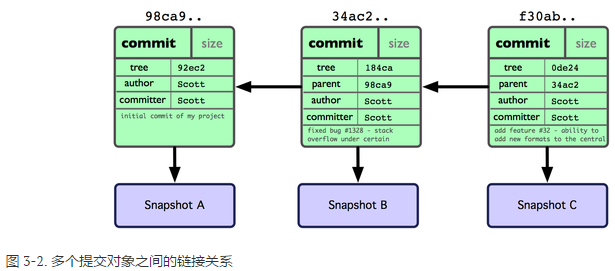 98ca9..
commit size
tree 92ec2
author Scott
committer Scott
initial commit of my project
Snapshot A
34ac2..
commit size
tree 184ca
parent 98ca9
author Scott
committer Scott
fixed bug #1328 - stack
overflow under certain
Snapshot B
f30ab..
commit size
tree 0de24
parent 34ac2
author Scott
committer Scott
add feature #32 - ability to
add new formats to the central
Snapshot C
图 3-2. 多个提交对象之间的链接关系